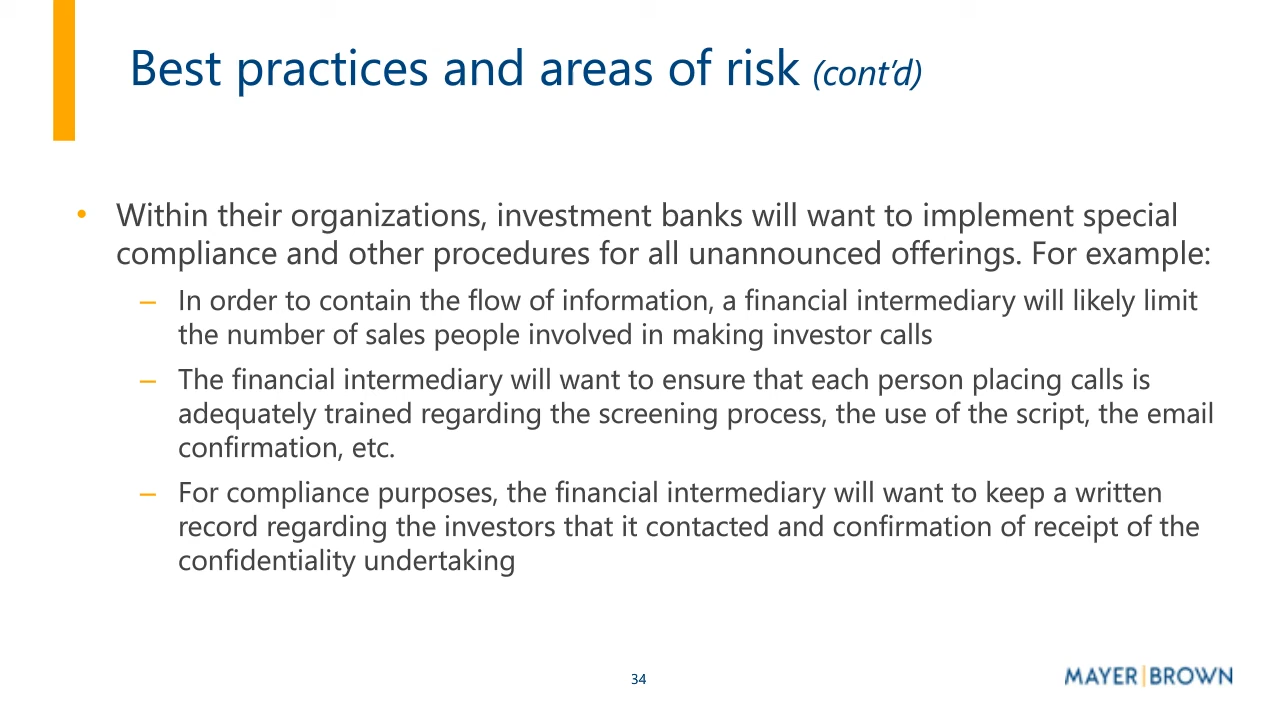 Best practices and areas of risk (cont’d)
• Within their organizations, investment banks will want to implement special
compliance and other procedures for all unannounced offerings. For example:
– In order to contain the flow of information, a financial intermediary will likely limit
the number of sales people involved in making investor calls
– The financial intermediary will want to ensure that each person placing calls is
adequately trained regarding the screening process, the use of the script, the email
confirmation, etc.
– For compliance purposes, the financial intermediary will want to keep a written
record regarding the investors that it contacted and confirmation of receipt of the
confidentiality undertaking
34
MAYER|BROWN